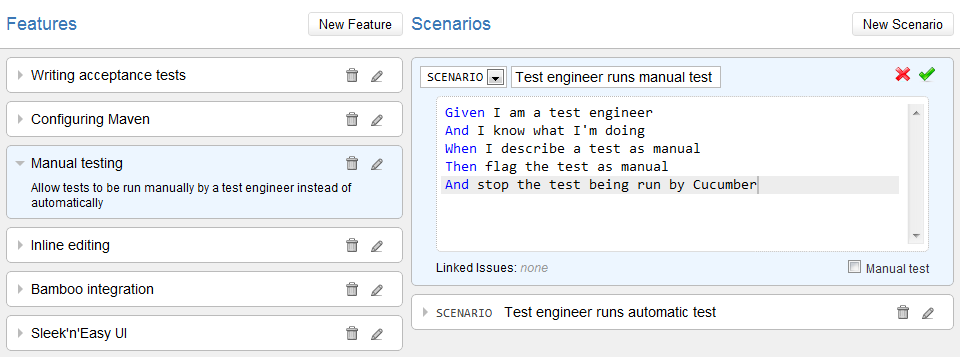 Features
New Feature
Writing acceptance tests
Configuring Maven
Manual testing
Allow tests to be run manually by a test engineer instead of
automatically
Inline editing
Bamboo integration
Sleek'n'Easy UI
Scenarios
New Scenario
SCENARIO Test engineer runs manual test
Given I am a test engineer
And I know what I'm doing
When I describe a test as manual
Then flag the test as manual
And stop the test being run by Cucumber
Linked Issues: none
Manual test
SCENARIO Test engineer runs automatic test